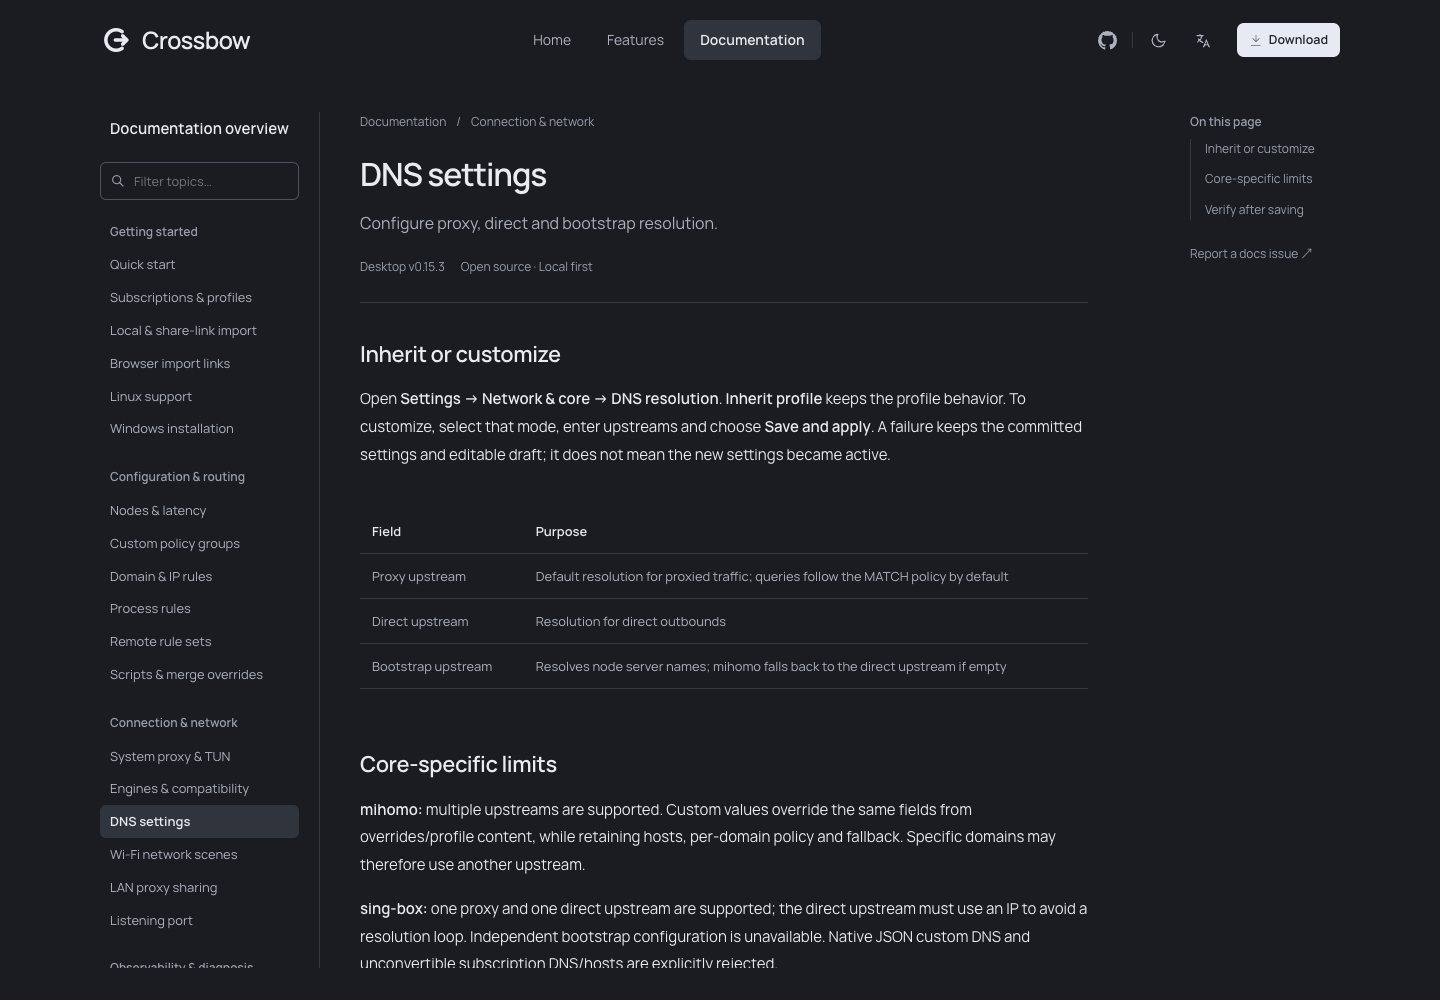 Crossbow
Home
Features
Documentation
Download
Documentation overview
Filter topics...
Getting started
Quick start
Subscriptions & profiles
Local & share-link import
Browser import links
Linux support
Windows installation
Configuration & routing
Nodes & latency
Custom policy groups
Domain & IP rules
Process rules
Remote rule sets
Scripts & merge overrides
Connection & network
System proxy & TUN
Engines & compatibility
DNS settings
Wi-Fi network scenes
LAN proxy sharing
Listening port
Observability & diagnosis
Documentation / Connection & network
DNS settings
Configure proxy, direct and bootstrap resolution.
Desktop v0.15.3 Open source · Local first
Inherit or customize
Open Settings → Network & core → DNS resolution. Inherit profile keeps the profile behavior. To
customize, select that mode, enter upstreams and choose Save and apply. A failure keeps the committed
settings and editable draft; it does not mean the new settings became active.
Field Purpose
Proxy upstream Default resolution for proxied traffic; queries follow the MATCH policy by default
Direct upstream Resolution for direct outbounds
Bootstrap upstream Resolves node server names; mihomo falls back to the direct upstream if empty
Core-specific limits
mihomo: multiple upstreams are supported. Custom values override the same fields from
overrides/profile content, while retaining hosts, per-domain policy and fallback. Specific domains may
therefore use another upstream.
sing-box: one proxy and one direct upstream are supported; the direct upstream must use an IP to avoid a
resolution loop. Independent bootstrap configuration is unavailable. Native JSON custom DNS and
unconvertible subscription DNS/hosts are explicitly rejected.
On this page
Inherit or customize
Core-specific limits
Verify after saving
Report a docs issue ↗